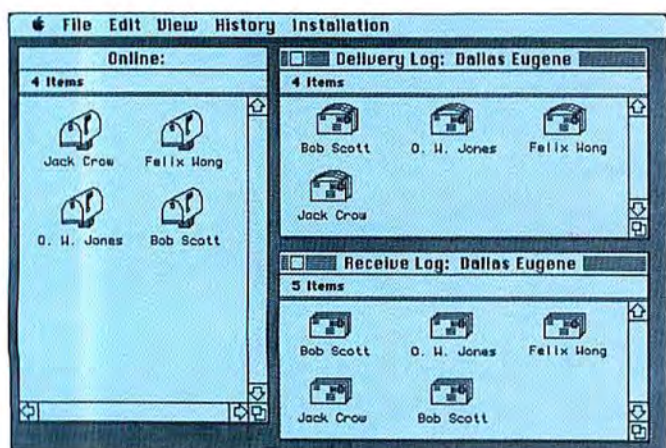 File Edit View History Installation
Online:
4 Items
Jack Crow Felix Wong
O. W. Jones Bob Scott
Delivery Log: Dallas Eugene
4 Items
Bob Scott O. W. Jones Felix Wong
Jack Crow
Receive Log: Dallas Eugene
5 Items
Bob Scott O. W. Jones Felix Wong
Jack Crow Bob Scott